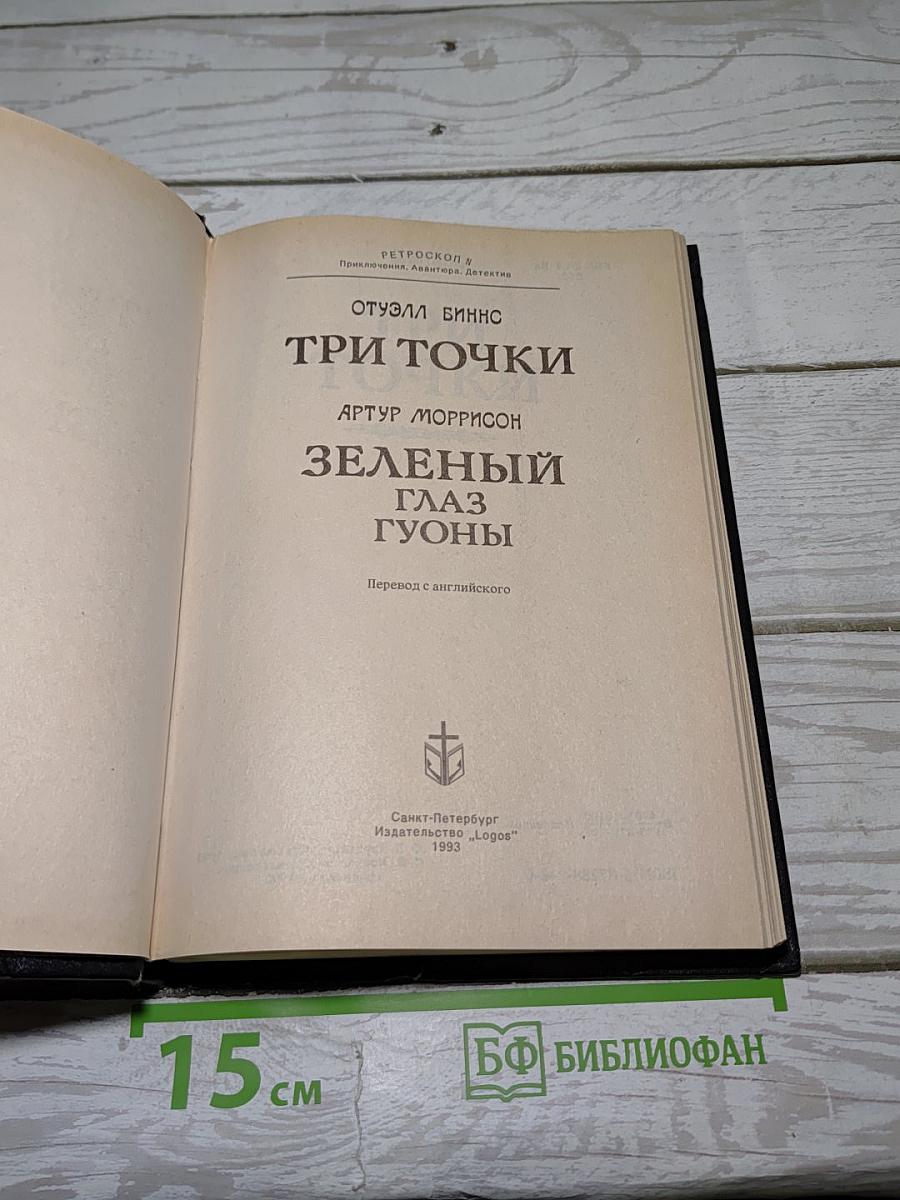 РЕТРОСКОП №
Приключения, Авантюра, Детектив
ОТУЭЛЛ БИННС
ТРИ ТОЧКИ
АРТУР МОРРИСОН
ЗЕЛЕНЫЙ
ГЛАЗ
ГУОНЫ
Перевод с английского
Санкт-Петербург
Издательство „Logos"
1993
15 см
БФ БИБЛИОФАН